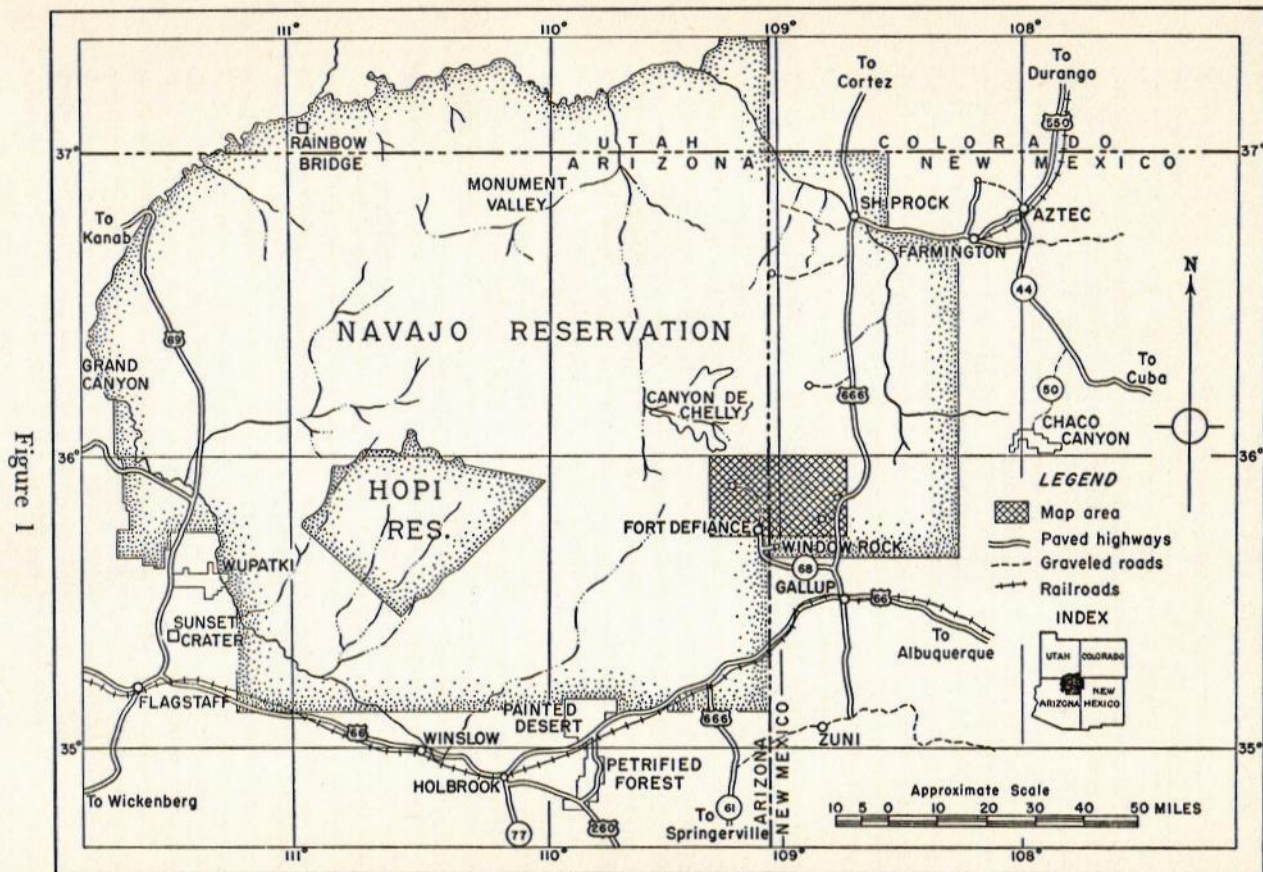 111°
110°
109°
108°
To
Cortez
To
Durango
550
RAINBOW
BRIDGE
UTAH
COLORADO
37°
37°
ARIZONA
NEW MEXICO
MONUMENT
VALLEY
To
Kanab
SHIPROCK
AZTEC
FARMINGTON
N
44
89
NAVAJO RESERVATION
GRAND
CANYON
CANYON DE
CHELLY
666
50
To
Cuba
CHACO
CANYON
36°
36°
HOPI
RES.
LEGEND
Map area
Paved highways
Graveled roads
Railroads
FORT DEFIANCE
WINDOW ROCK
68
GALLUP
66
WUPATKI
SUNSET
CRATER
To
Albuquerque
INDEX
UTAH
COLORADO
ARIZONA
NEW
MEXICO
FLAGSTAFF
PAINTED
DESERT
666
66
WINSLOW
ZUNI
35°
35°
HOLBROOK
PETRIFIED
FOREST
To Wickenberg
77
260
61
To
Springerville
ARIZONA
NEW MEXICO
Approximate Scale
10 5 0 10 20 30 40 50 MILES
111°
110°
109°
108°
Figure 1